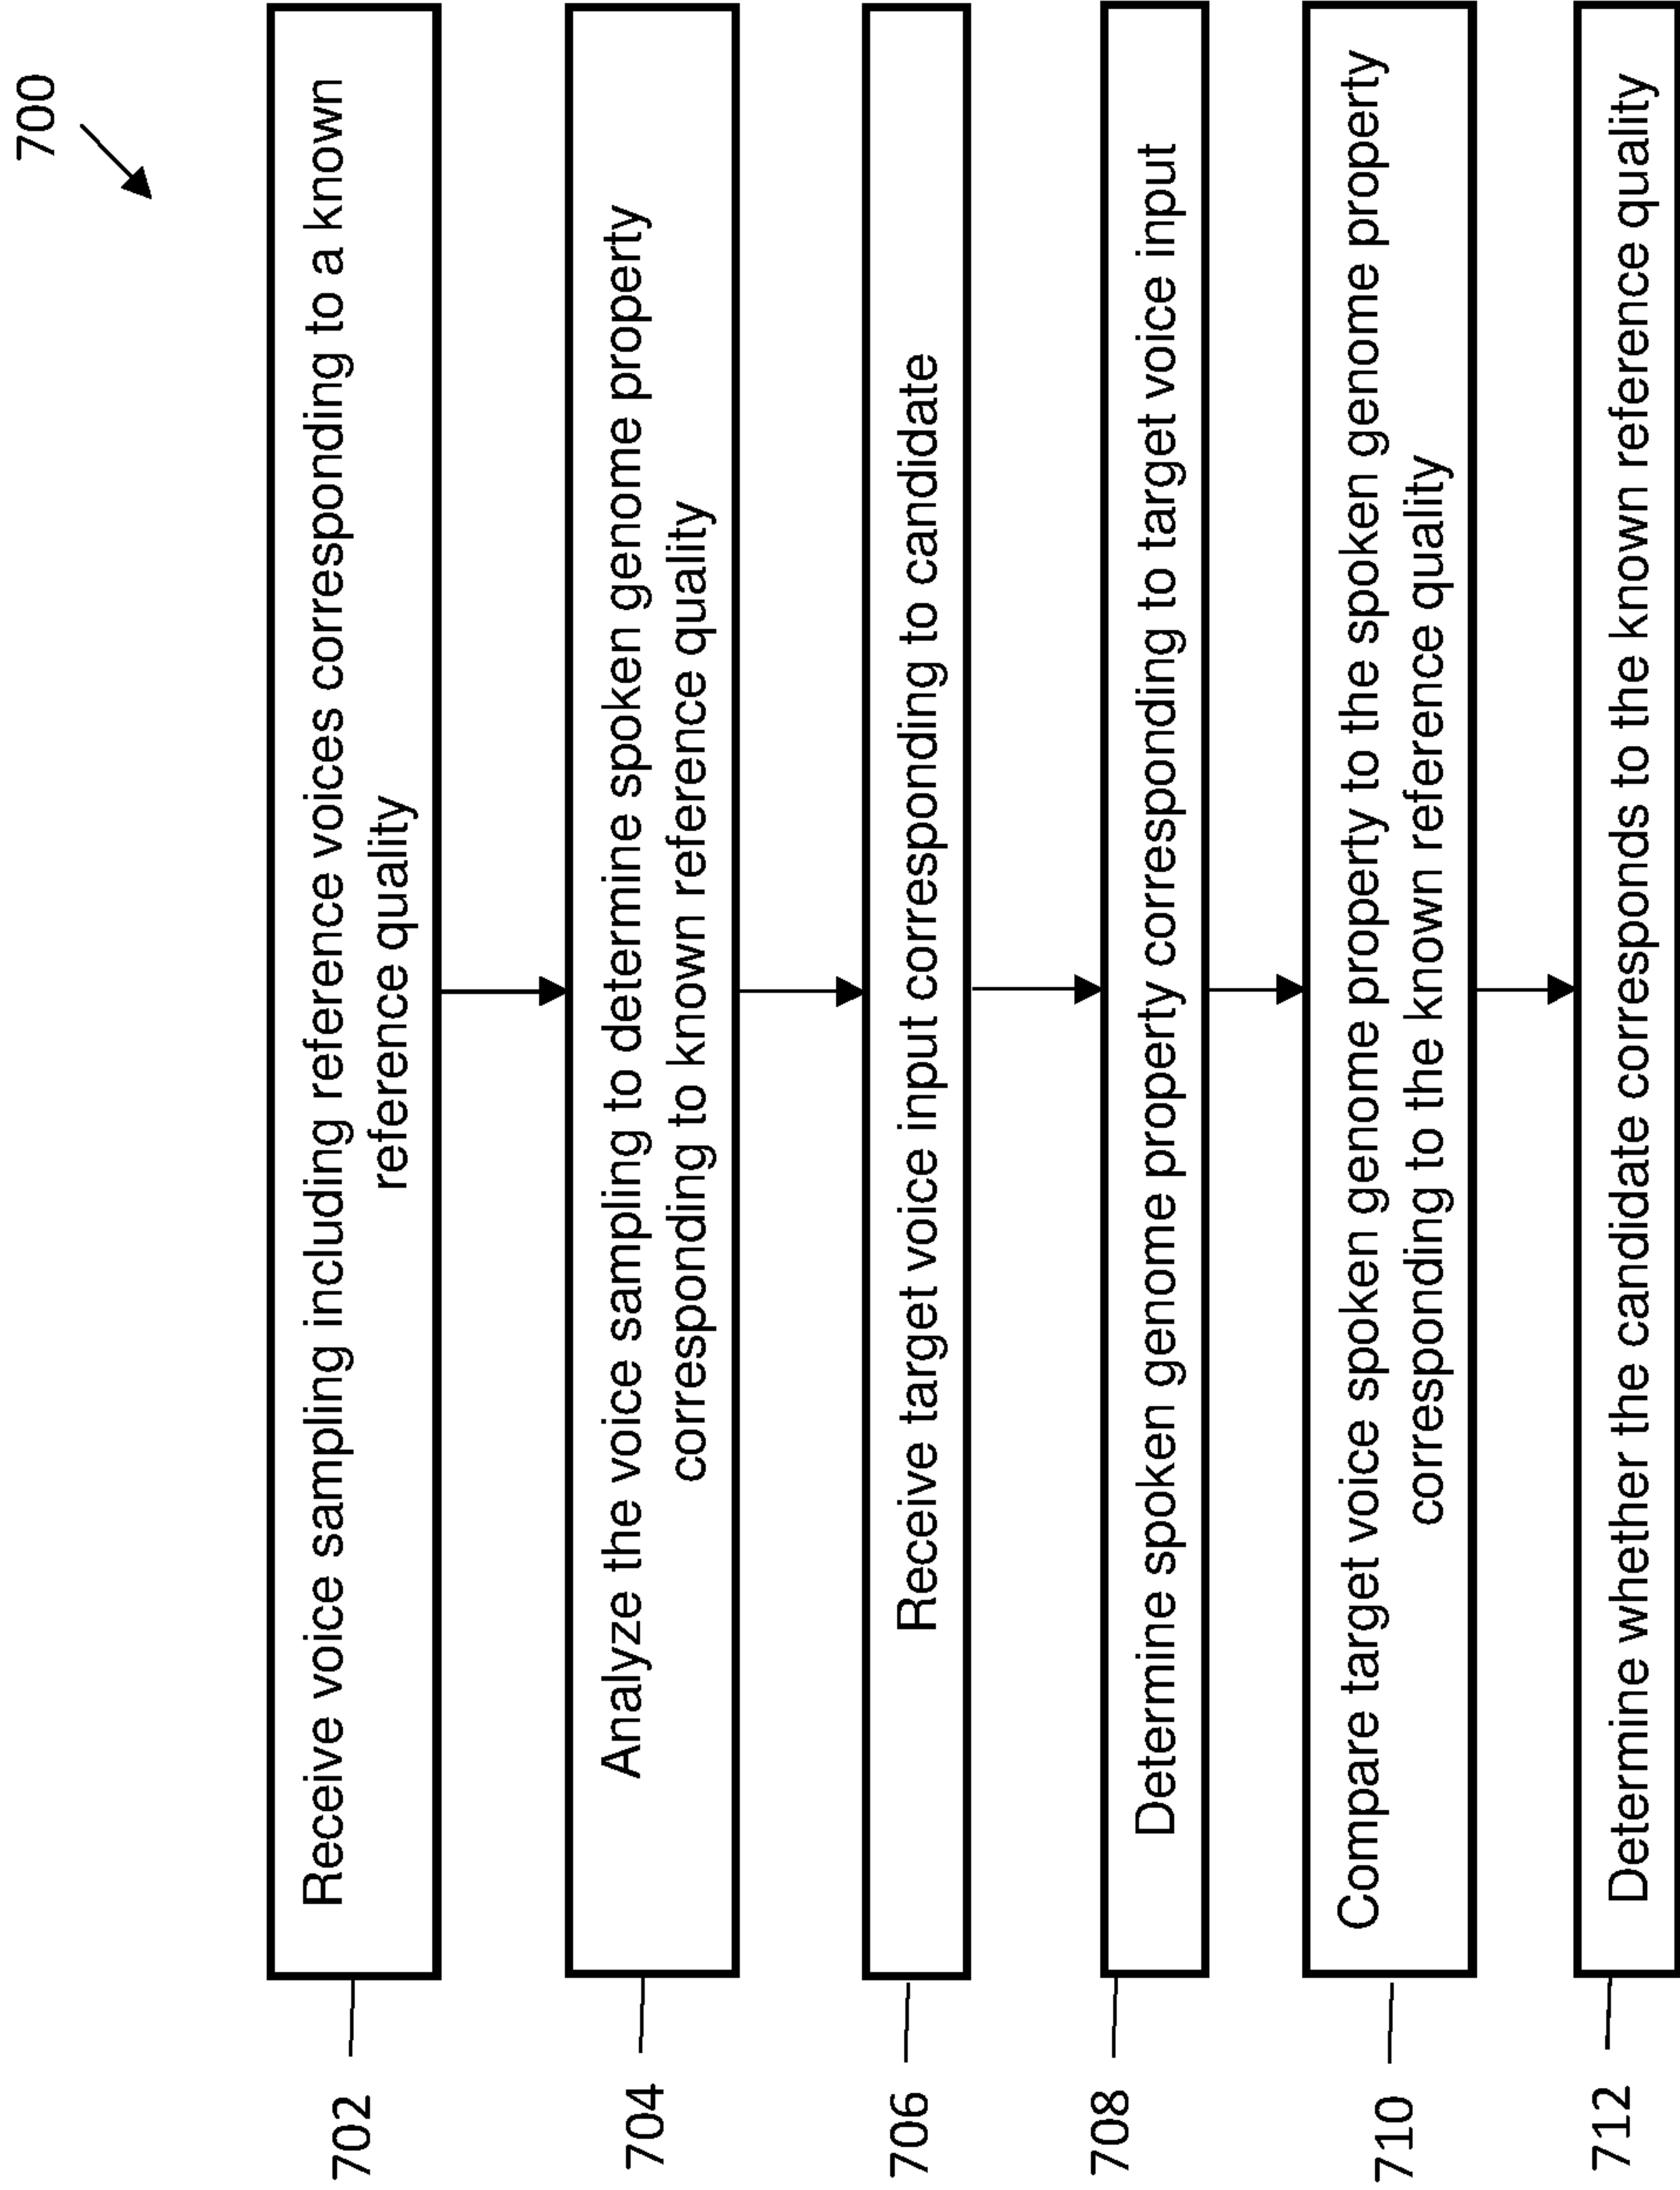 700
702
Receive voice sampling including reference voices corresponding to a known
reference quality
704
Analyze the voice sampling to determine spoken genome property
corresponding to known reference quality
706
Receive target voice input corresponding to candidate
708
Determine spoken genome property corresponding to target voice input
710
Compare target voice spoken genome property to the spoken genome property
corresponding to the known reference quality
712
Determine whether the candidate corresponds to the known reference quality